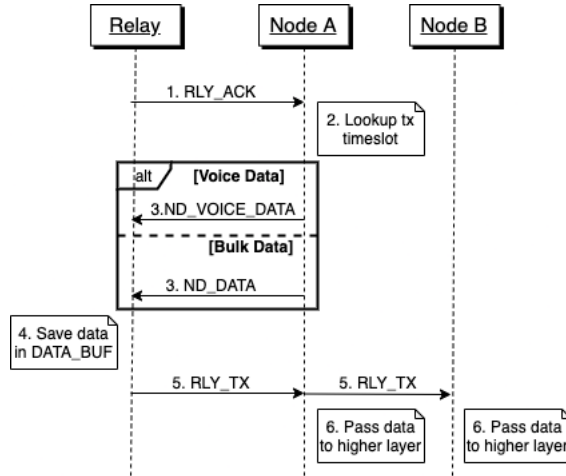 Relay
Node A
Node B
1. RLY_ACK
2. Lookup tx
timeslot
alt
[Voice Data]
3.ND_VOICE_DATA
[Bulk Data]
3. ND_DATA
4. Save data
in DATA_BUF
5. RLY_TX
5. RLY_TX
6. Pass data
to higher layer
6. Pass data
to higher layer